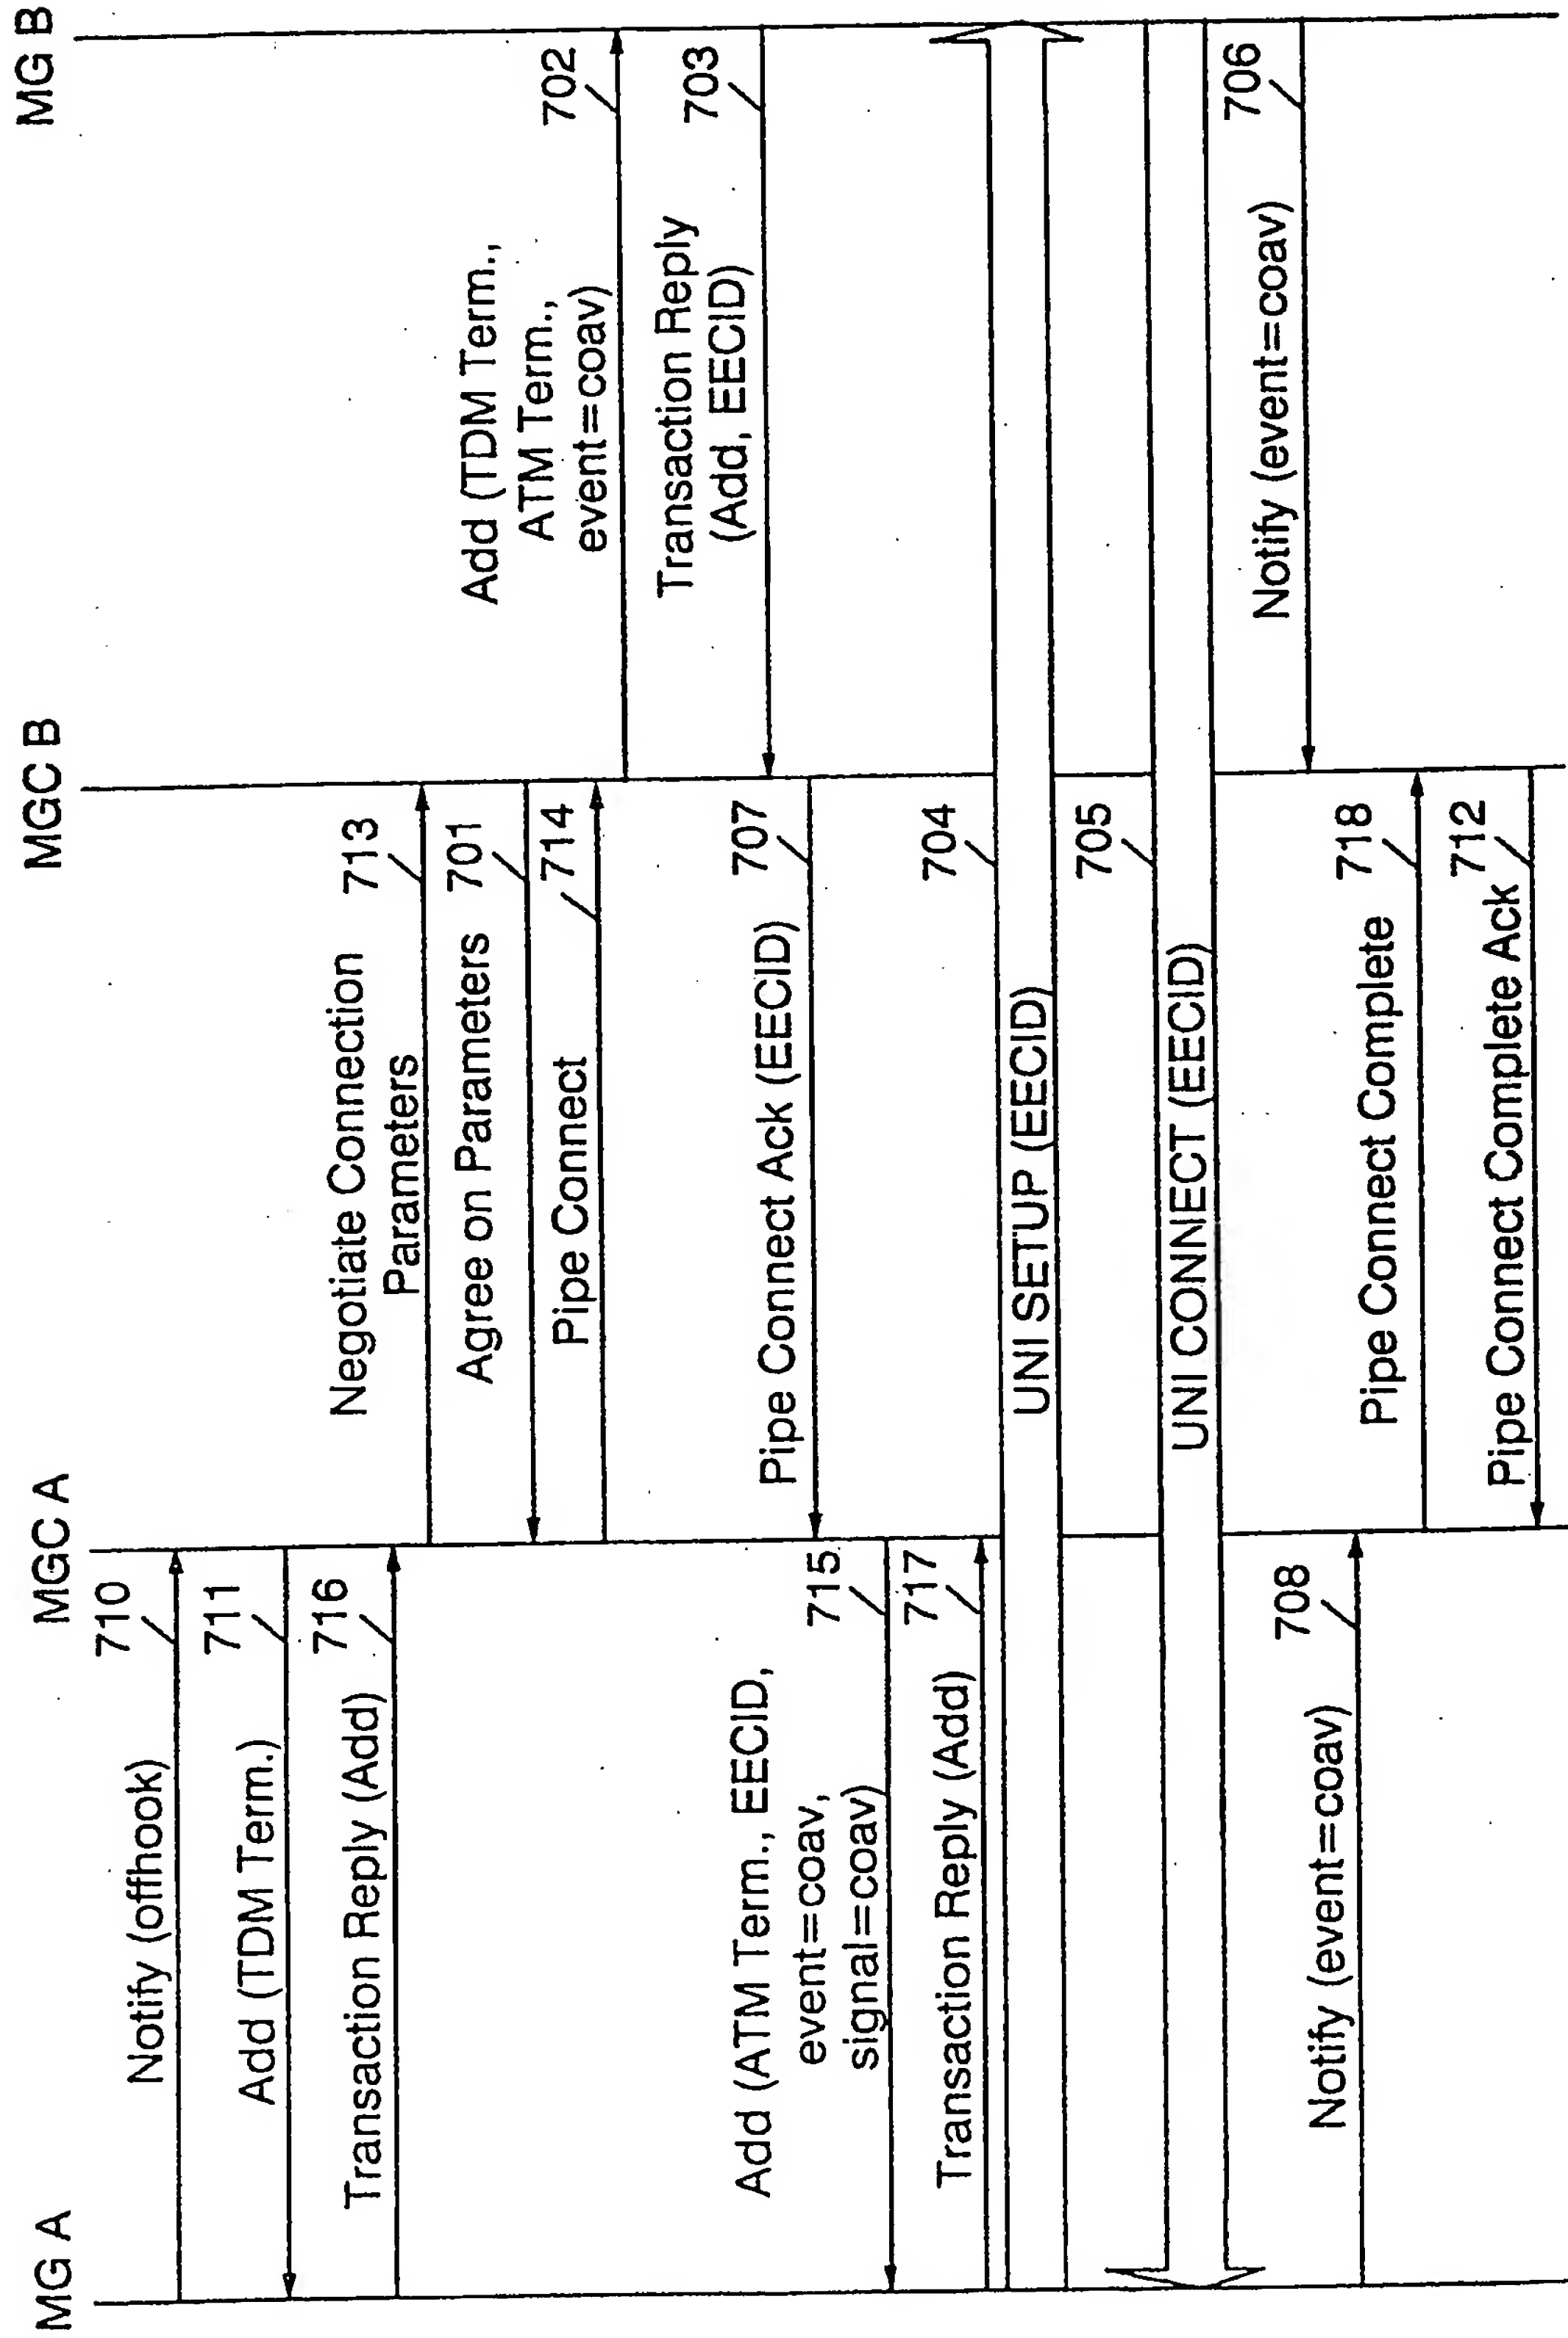 MG A
MGC A
MGC B
MG B
710
Notify (offhook)
711
Add (TDM Term.)
716
Transaction Reply (Add)
713
Negotiate Connection
Parameters
701
Agree on Parameters
714
Pipe Connect
702
Add (TDM Term.,
ATM Term.,
event=coav)
703
Transaction Reply
(Add, EECID)
707
Pipe Connect Ack (EECID)
715
Add (ATM Term., EECID,
event=coav,
signal=coav)
717
Transaction Reply (Add)
704
UNI SETUP (EECID)
705
UNI CONNECT (EECID)
706
Notify (event=coav)
708
Notify (event=coav)
718
Pipe Connect Complete
712
Pipe Connect Complete Ack